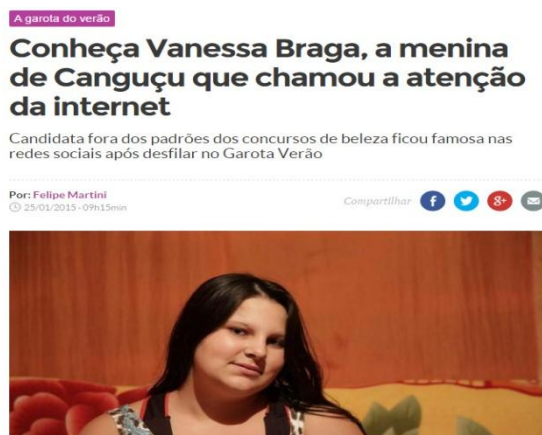 A garota do verão
Conheça Vanessa Braga, a menina
de Canguçu que chamou a atenção
da internet
Candidata fora dos padrões dos concursos de beleza ficou famosa nas
redes sociais após desfilar no Garota Verão
Por: Felipe Martini
25/01/2015 - 09h15min
Compartilhar